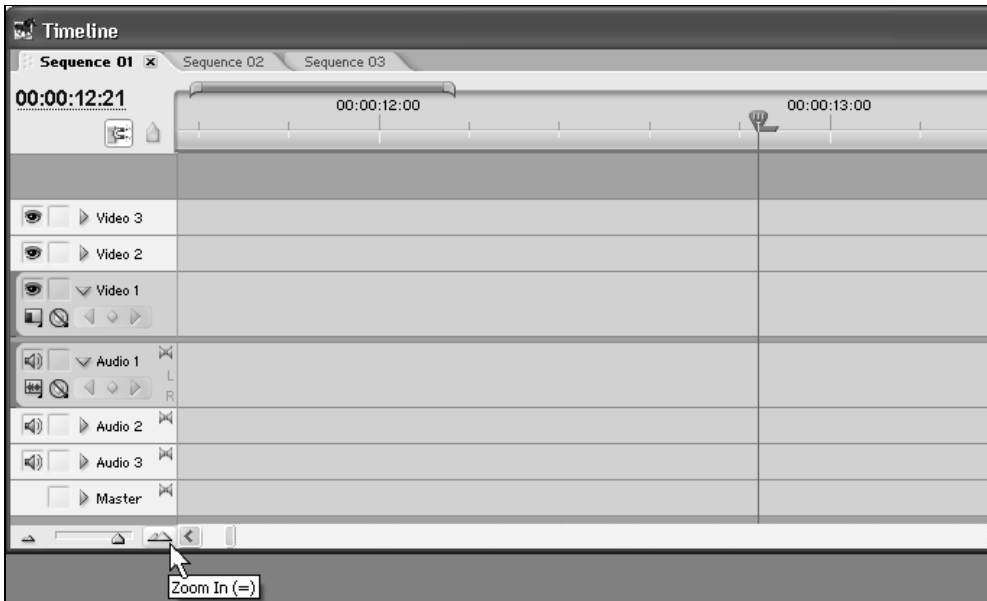 Timeline
Sequence 01 Sequence 02 Sequence 03
00:00:12:21
00:00:12:00 00:00:13:00
Video 3
Video 2
Video 1
Audio 1
L
R
Audio 2
Audio 3
Master
Zoom In (=)